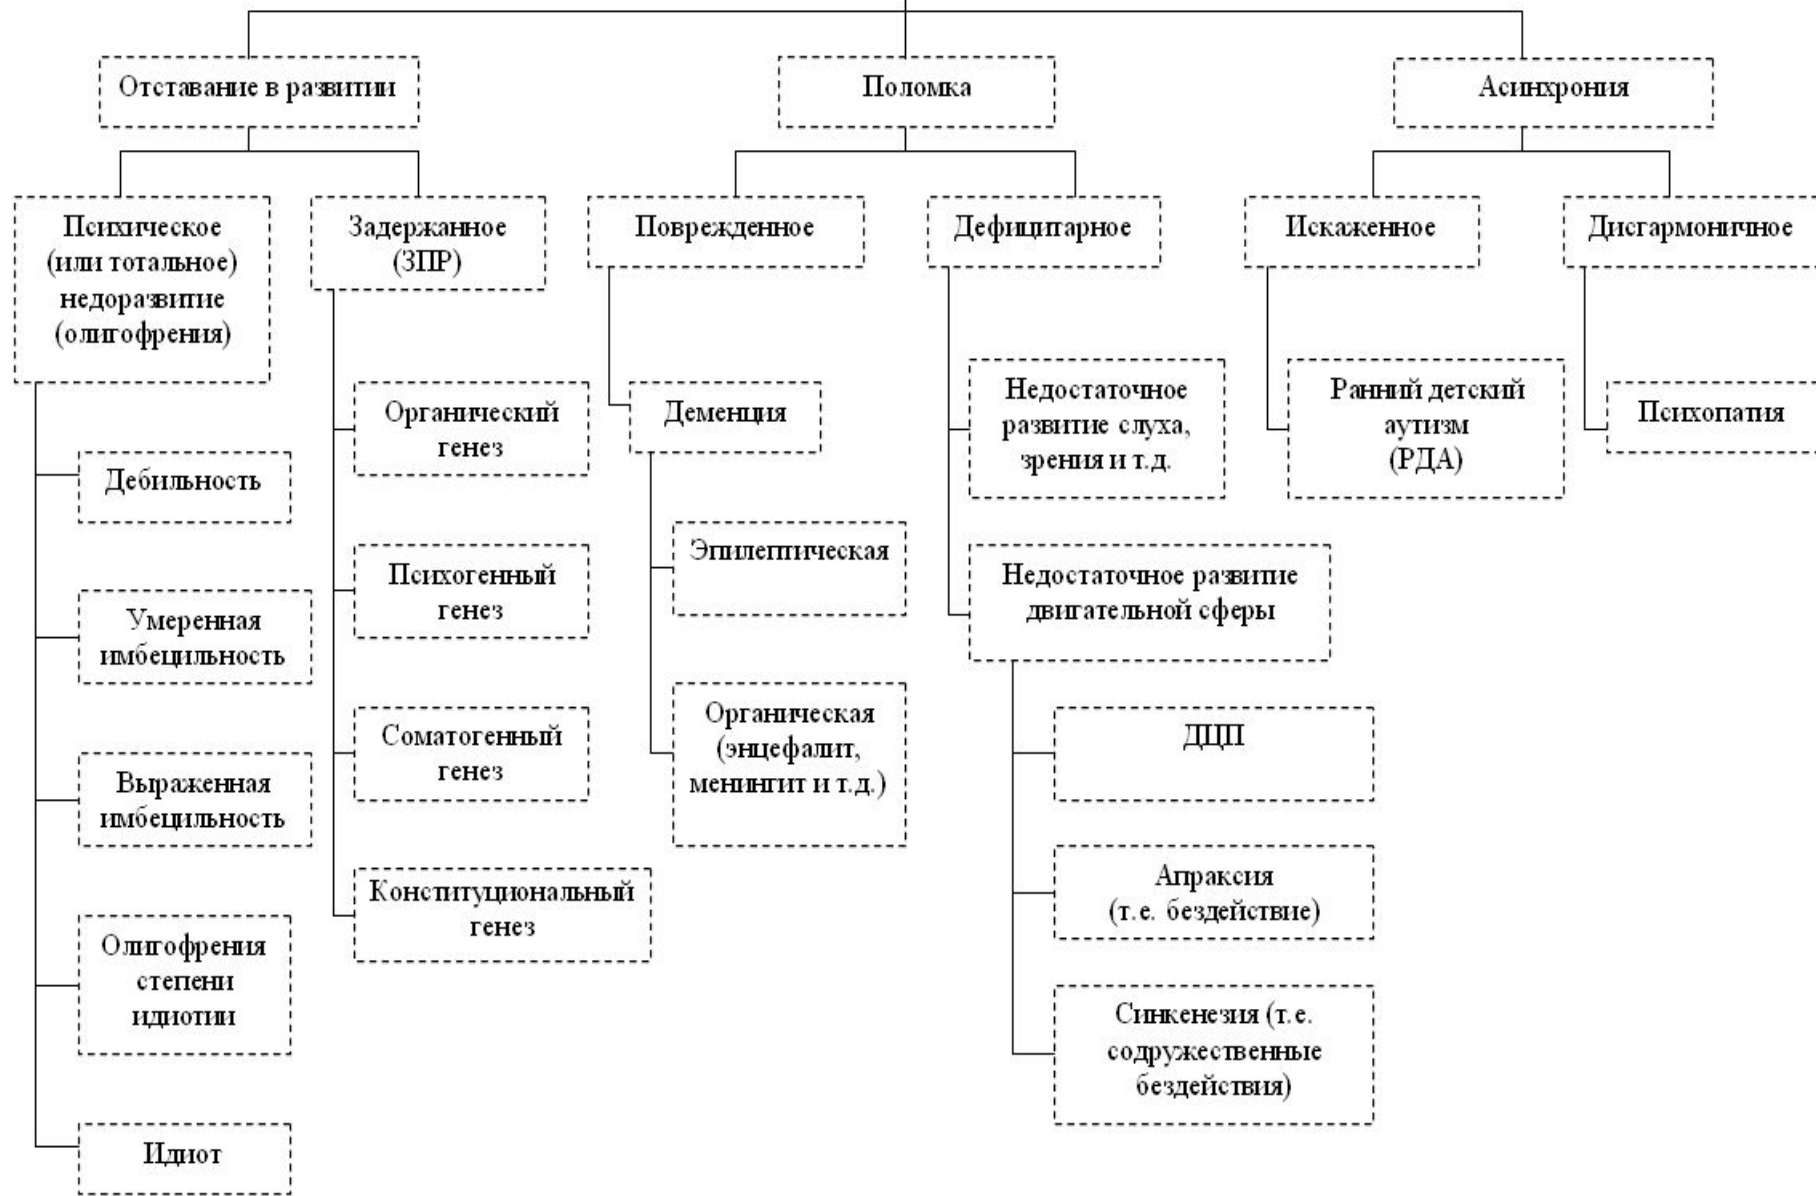 Отставание в развитии
Поломка
Асинхрония
Психическое
(или тотальное)
недоразвитие
(олигофрения)
Задержанное
(ЗПР)
Поврежденное
Дефицитарное
Искаженное
Дисгармоничное
Дебильность
Умеренная
имбецильность
Выраженная
имбецильность
Олигофрения
степени
идиотии
Идиот
Органический
генез
Психогенный
генез
Соматогенный
генез
Конституциональный
генез
Деменция
Эпилептическая
Органическая
(энцефалит,
менингит и т.д.)
Недостаточное
развитие слуха,
зрения и т.д.
Недостаточное развитие
двигательной сферы
ДЦП
Апраксия
(т.е. бездействие)
Синкенезия (т.е.
содружественные
бездействия)
Ранний детский
аутизм
(РДА)
Психопатия